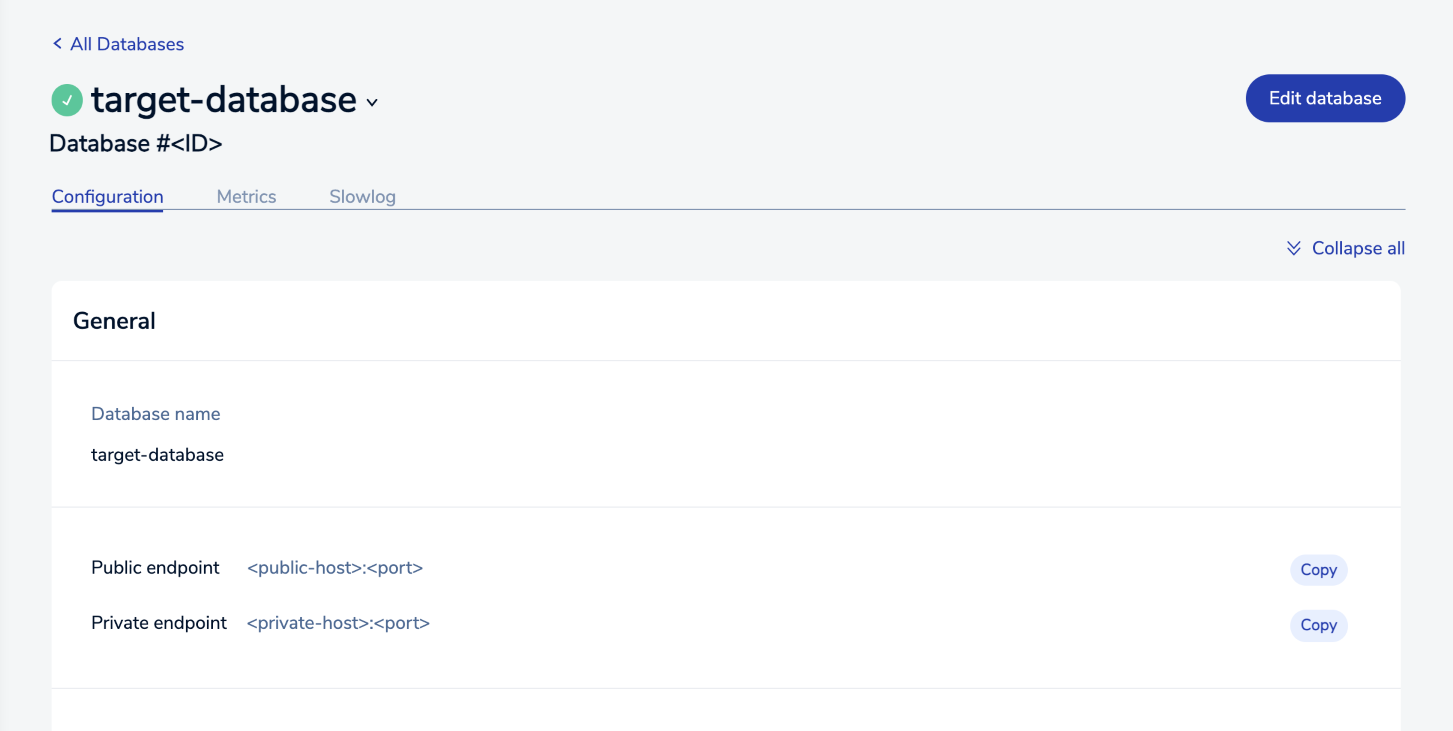 All Databases
target-database
Edit database
Database #<ID>
Configuration Metrics Slowlog
Collapse all
General
Database name
target-database
Public endpoint <public-host>:<port> Copy
Private endpoint <private-host>:<port> Copy